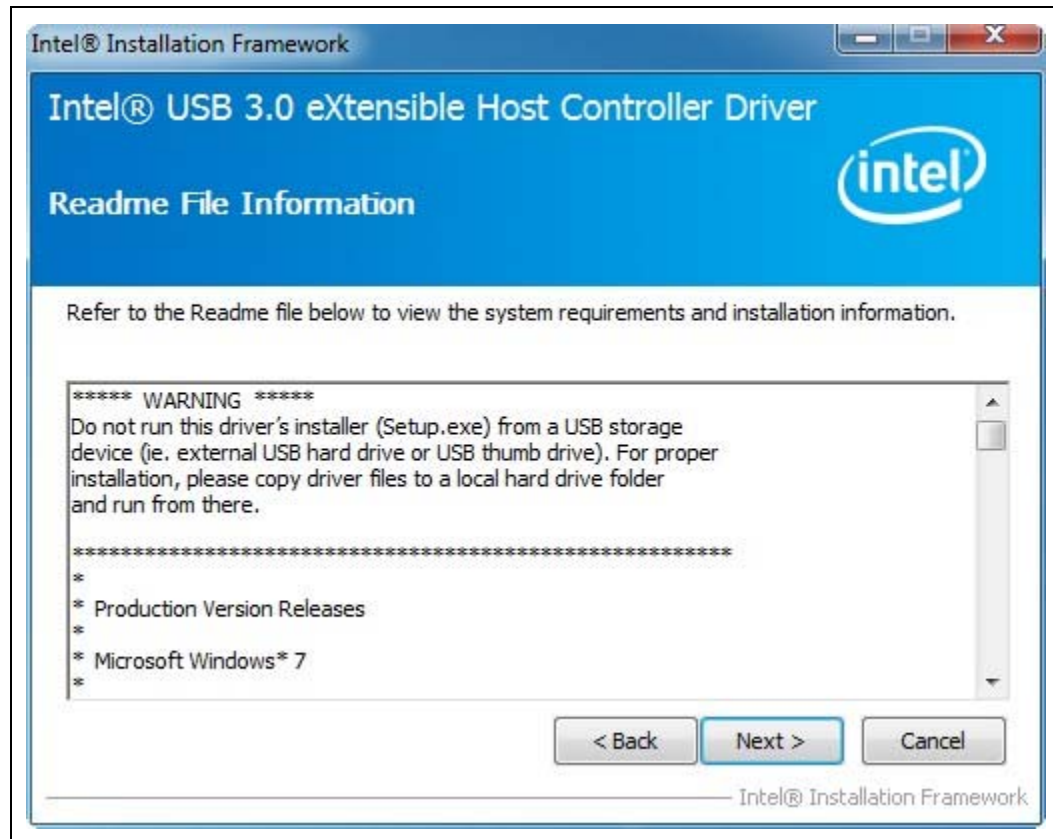 Intel® Installation Framework
Intel® USB 3.0 eXtensible Host Controller Driver
intel
Readme File Information
Refer to the Readme file below to view the system requirements and installation information.
***** WARNING *****
Do not run this driver's installer (Setup.exe) from a USB storage
device (ie. external USB hard drive or USB thumb drive). For proper
installation, please copy driver files to a local hard drive folder
and run from there.
*******************************************************
*
* Production Version Releases
*
* Microsoft Windows* 7
*
< Back
Next >
Cancel
Intel® Installation Framework